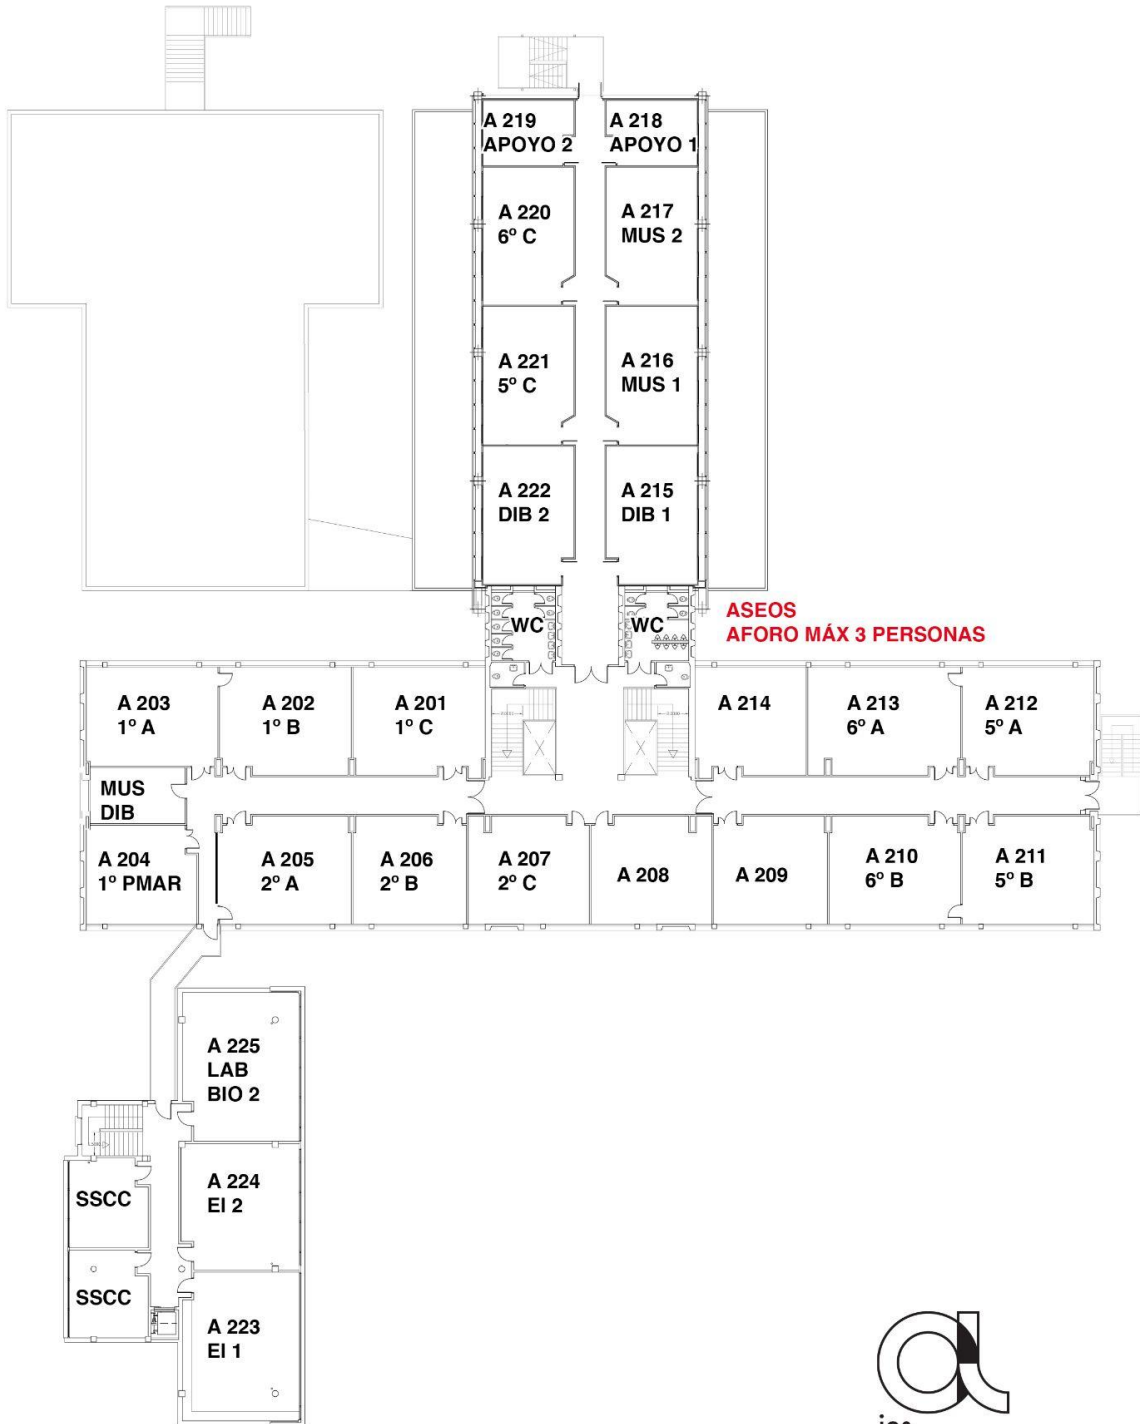 A 219
APOYO 2
A 218
APOYO 1
A 220
6º C
A 217
MUS 2
A 221
5º C
A 216
MUS 1
A 222
DIB 2
A 215
DIB 1
WC
WC
ASEOS
AFORO MÁX 3 PERSONAS
A 203
1º A
A 202
1º B
A 201
1º C
A 214
A 213
6º A
A 212
5º A
MUS
DIB
A 204
1º PMAR
A 205
2º A
A 206
2º B
A 207
2º C
A 208
A 209
A 210
6º B
A 211
5º B
A 225
LAB
BIO 2
A 224
EI 2
SSCC
SSCC
A 223
EI 1